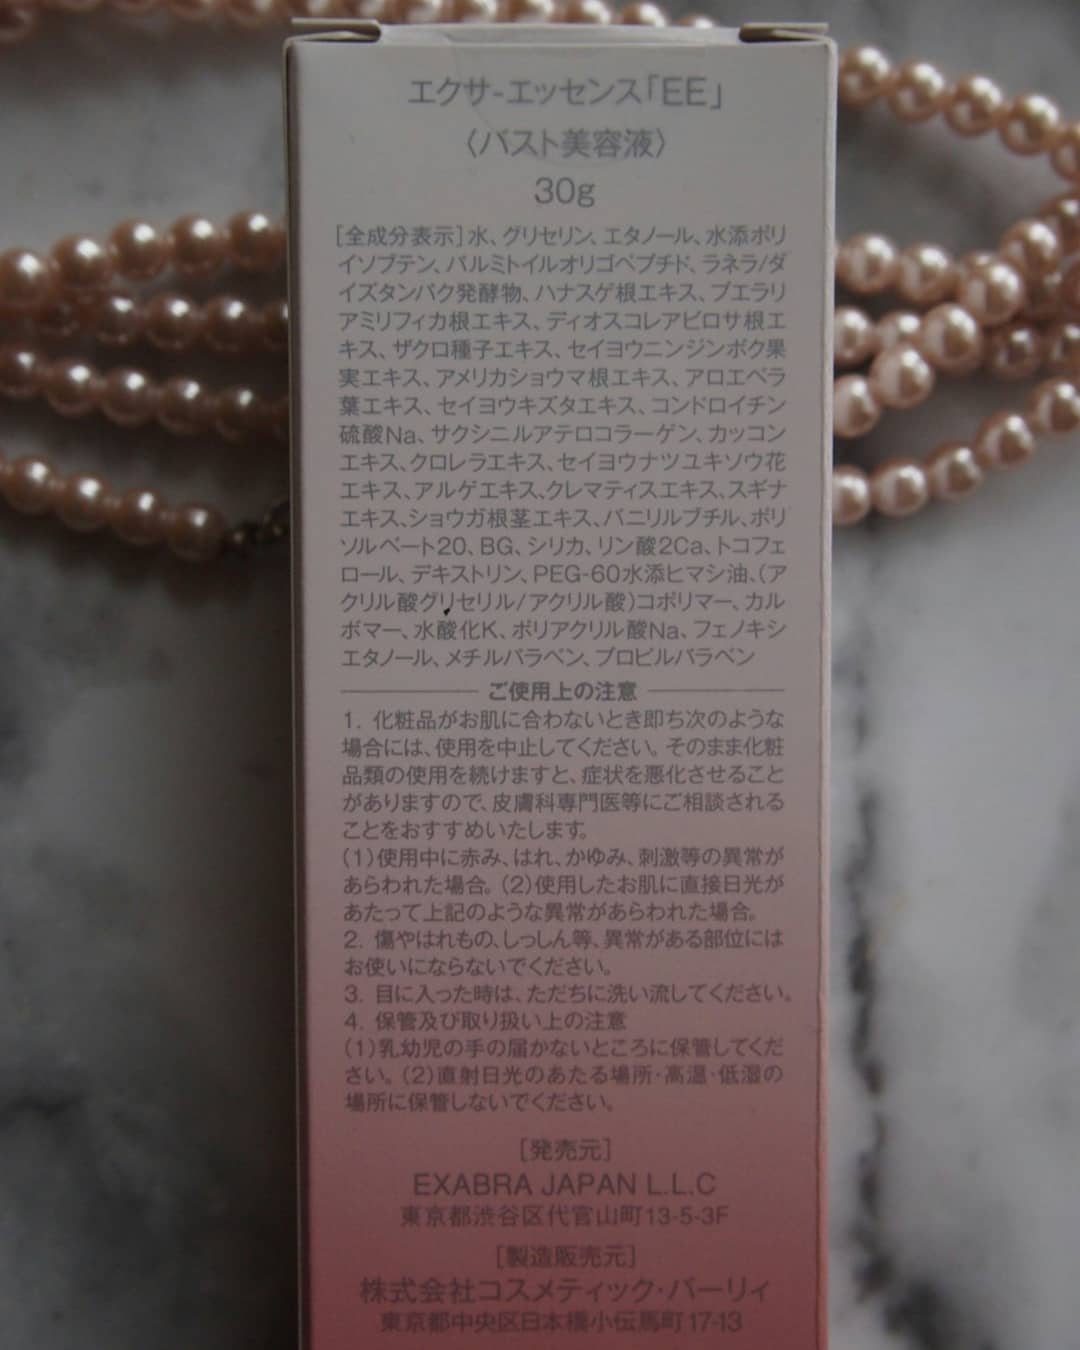 エクサ-エッセンス「EE」
〈バスト美容液〉
30g
[全成分表示]水、グリセリン、エタノール、水添ポリ
イソブテン、パルミトイルオリゴペプチド、ラネラ/ダ
イズタンパク発酵物、ハナスゲ根エキス、プエラリ
アミリフィカ根エキス、ディオスコレアビロサ根エ
キス、ザクロ種子エキス、セイヨウニンジンボク果
実エキス、アメリカショウマ根エキス、アロエベラ
葉エキス、セイヨウキズタエキス、コンドロイチン
硫酸Na、サクシニルアテロコラーゲン、カッコン
エキス、クロレラエキス、セイヨウナツユキソウ花
エキス、アルゲエキス、クレマティスエキス、スギナ
エキス、ショウガ根茎エキス、バニリルブチル、ポリ
ソルベート20、BG、シリカ、リン酸2Ca、トコフェ
ロール、デキストリン、PEG-60水添ヒマシ油、(ア
クリル酸グリセリル/アクリル酸)コポリマー、カル
ボマー、水酸化K、ポリアクリル酸Na、フェノキシ
エタノール、メチルパラベン、プロピルパラベン
ご使用上の注意
1. 化粧品がお肌に合わないとき即ち次のような
場合には、使用を中止してください。そのまま化粧
品類の使用を続けますと、症状を悪化させること
がありますので、皮膚科専門医等にご相談される
ことをおすすめいたします。
(1)使用中に赤み、はれ、かゆみ、刺激等の異常が
あらわれた場合。(2)使用したお肌に直接日光が
あたって上記のような異常があらわれた場合。
2. 傷やはれもの、しっしん等、異常がある部位には
お使いにならないでください。
3. 目に入った時は、ただちに洗い流してください。
4. 保管及び取り扱い上の注意
(1)乳幼児の手の届かないところに保管してくだ
さい。(2)直射日光のあたる場所・高温・低湿の
場所に保管しないでください。
[発売元]
EXABRA JAPAN L.L.C
東京都渋谷区代官山町13-5-3F
[製造販売元]
株式会社コスメティック・バーリィ
東京都中央区日本橋小伝馬町17-13